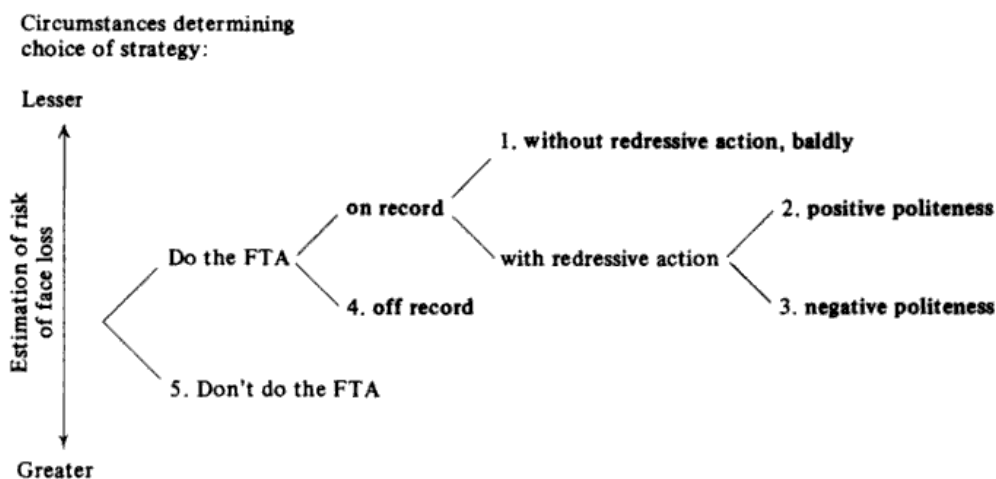 Circumstances determining
choice of strategy:
Lesser
1. without redressive action, baldly
on record
2. positive politeness
Do the FTA
with redressive action
4. off record
3. negative politeness
5. Don't do the FTA
Greater
Estimation of risk
of face loss